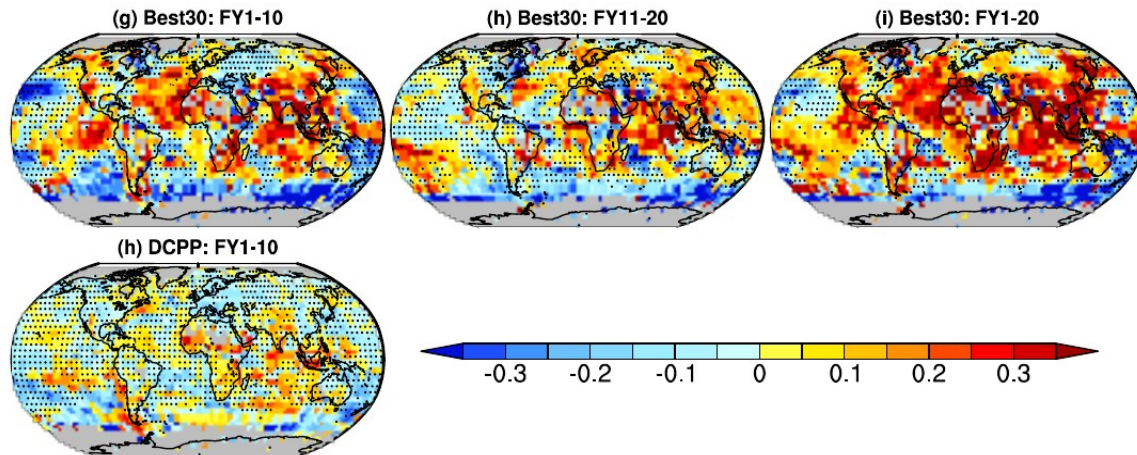 (g) Best30: FY1-10
(h) Best30: FY11-20
(i) Best30: FY1-20
(h) DCPP: FY1-10
-0.3 -0.2 -0.1 0 0.1 0.2 0.3